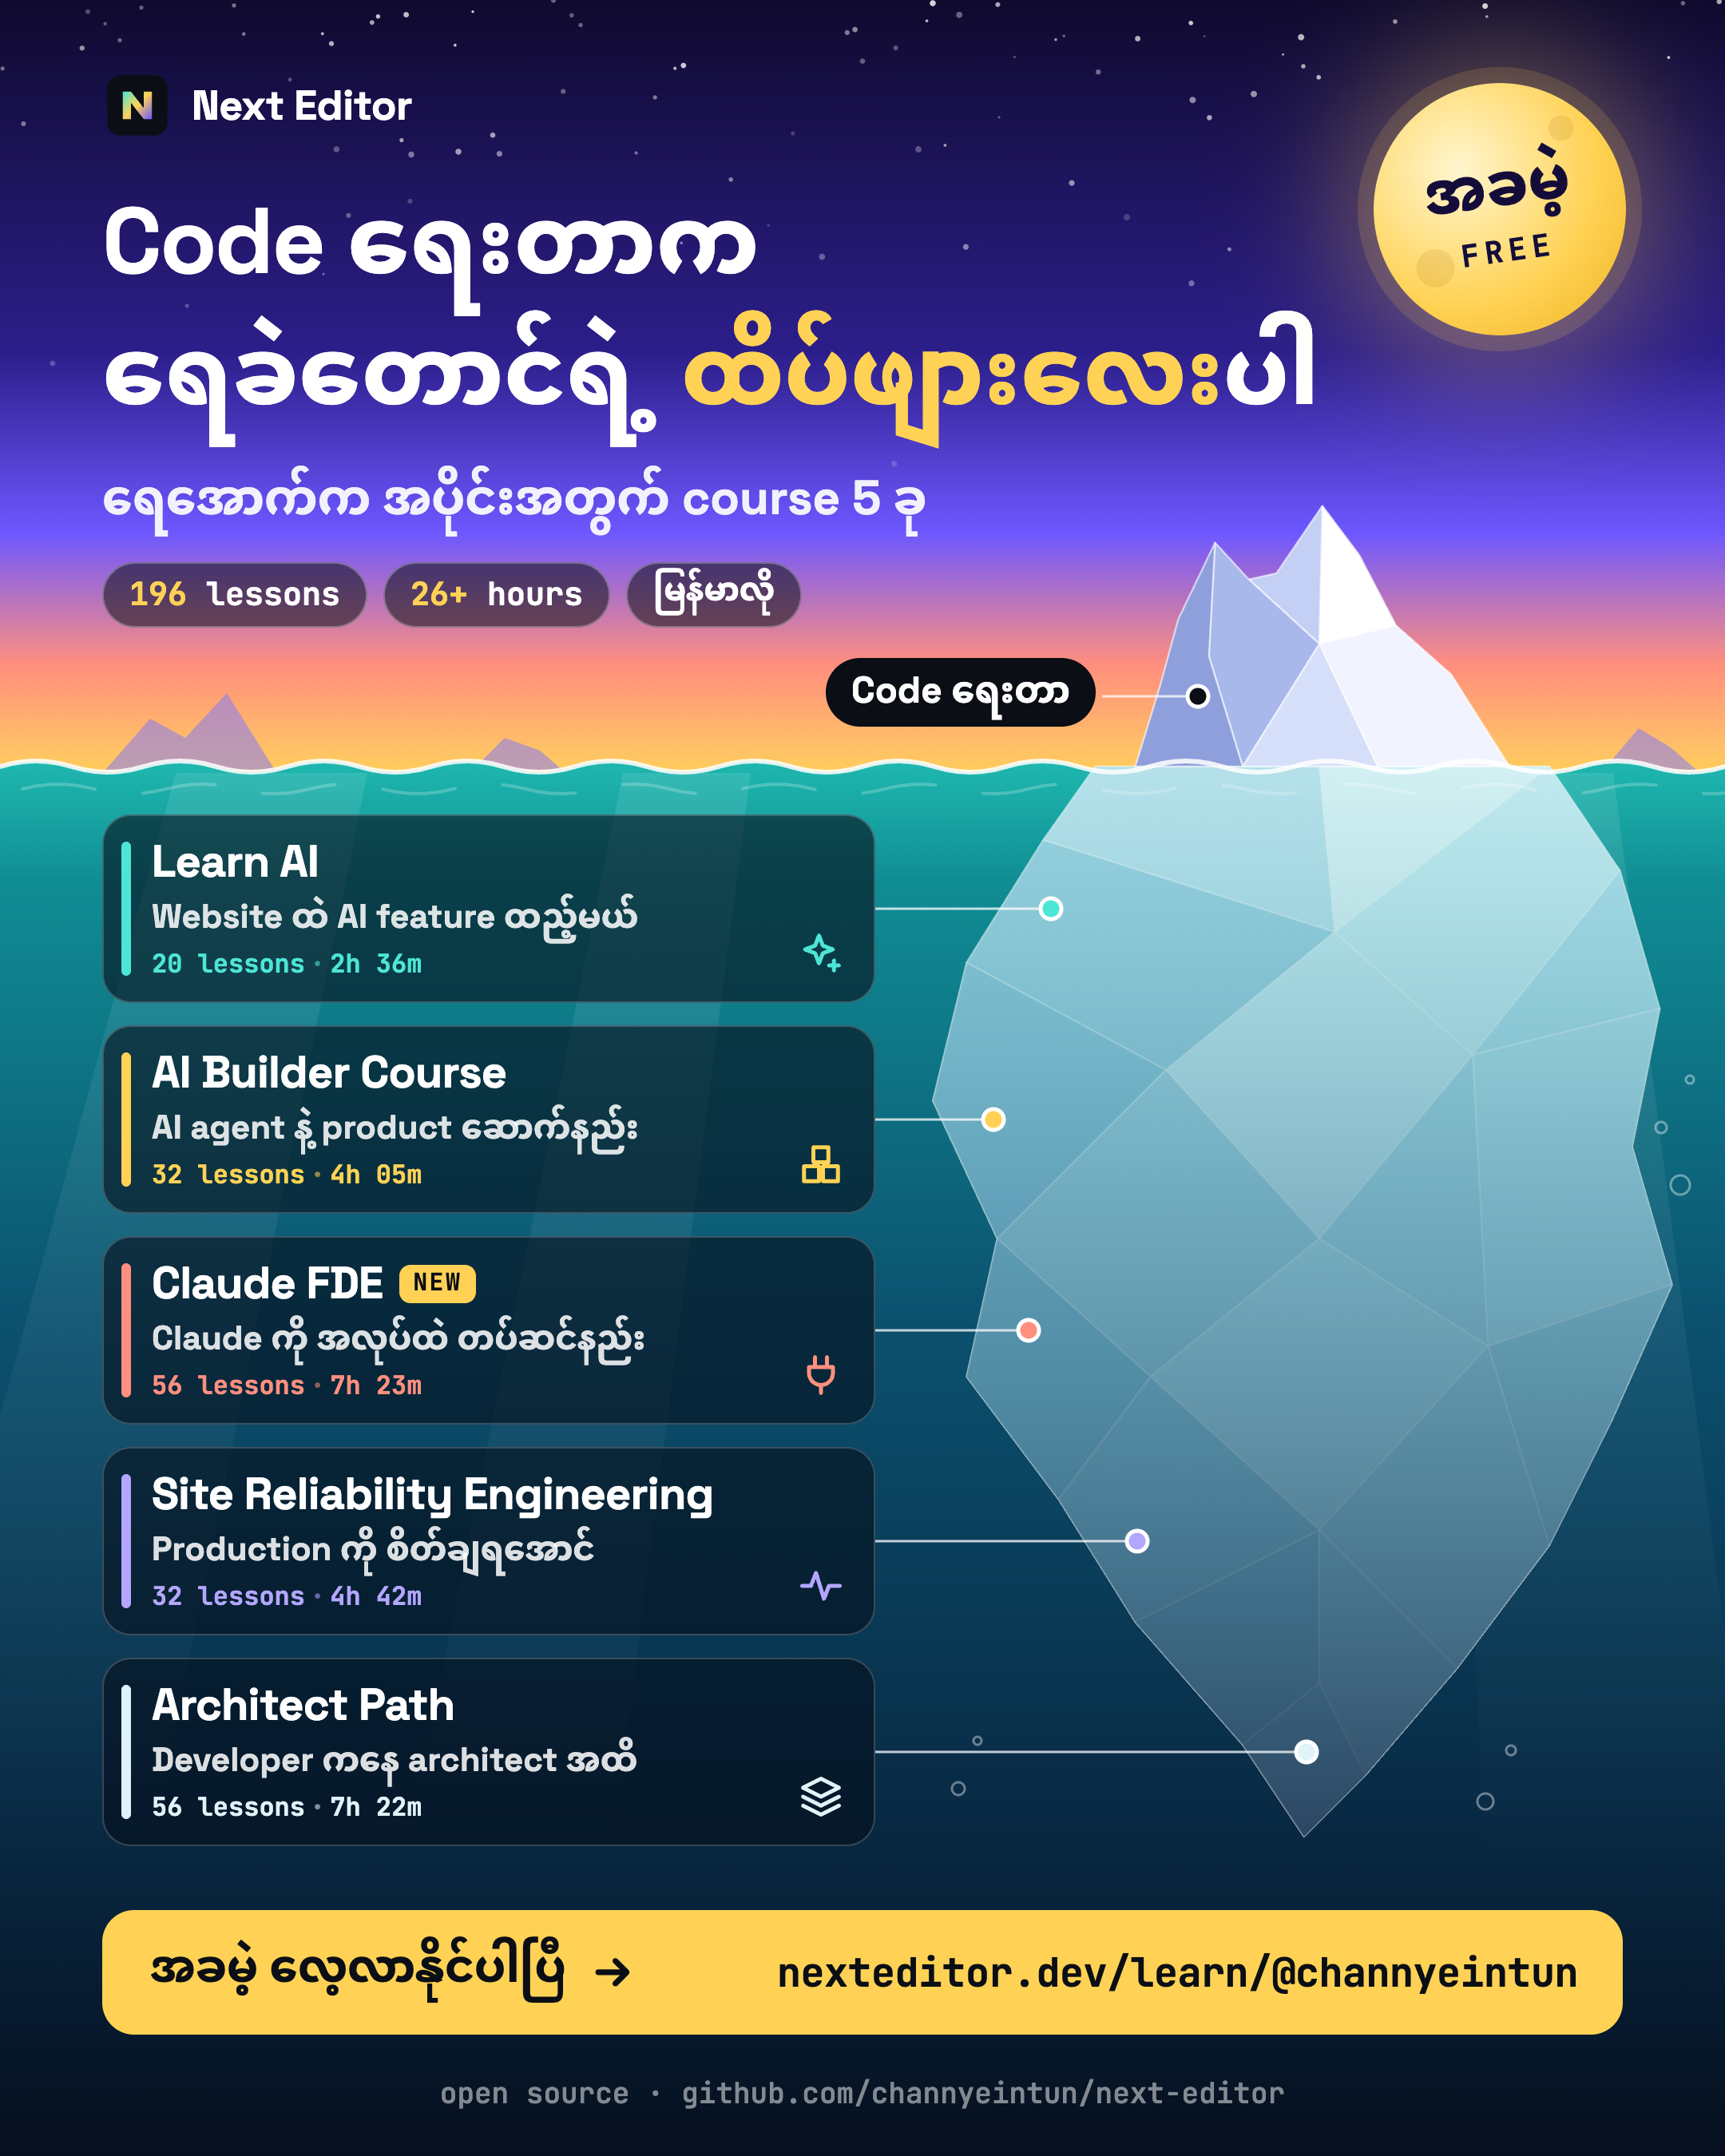 Next Editor
အခမဲ့
FREE
Code ရေးတာက
ရေခဲတောင်ရဲ့ ထိပ်ဖျားလေးပါ
ရေအောက်က အပိုင်းအတွက် course 5 ခု
196 lessons
26+ hours
မြန်မာလို
Code ရေးတာ
Learn AI
Website ထဲ AI feature ထည့်မယ်
20 lessons · 2h 36m
AI Builder Course
AI agent နဲ့ product ဆောက်နည်း
32 lessons · 4h 05m
Claude FDE NEW
Claude ကို အလုပ်ထဲ တပ်ဆင်နည်း
56 lessons · 7h 23m
Site Reliability Engineering
Production ကို စိတ်ချရအောင်
32 lessons · 4h 42m
Architect Path
Developer ကနေ architect အထိ
56 lessons · 7h 22m
အခမဲ့ လေ့လာနိုင်ပါပြီ → nexteditor.dev/learn/@channyeintun
open source · github.com/channyeintun/next-editor